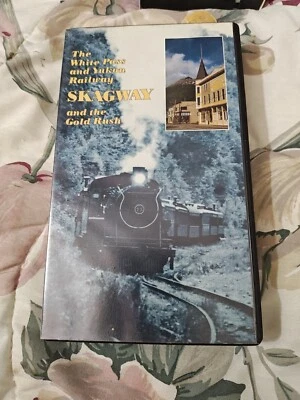 The
White Pass
and Yukon
Railway
SKAGWAY
and the
Gold Rush